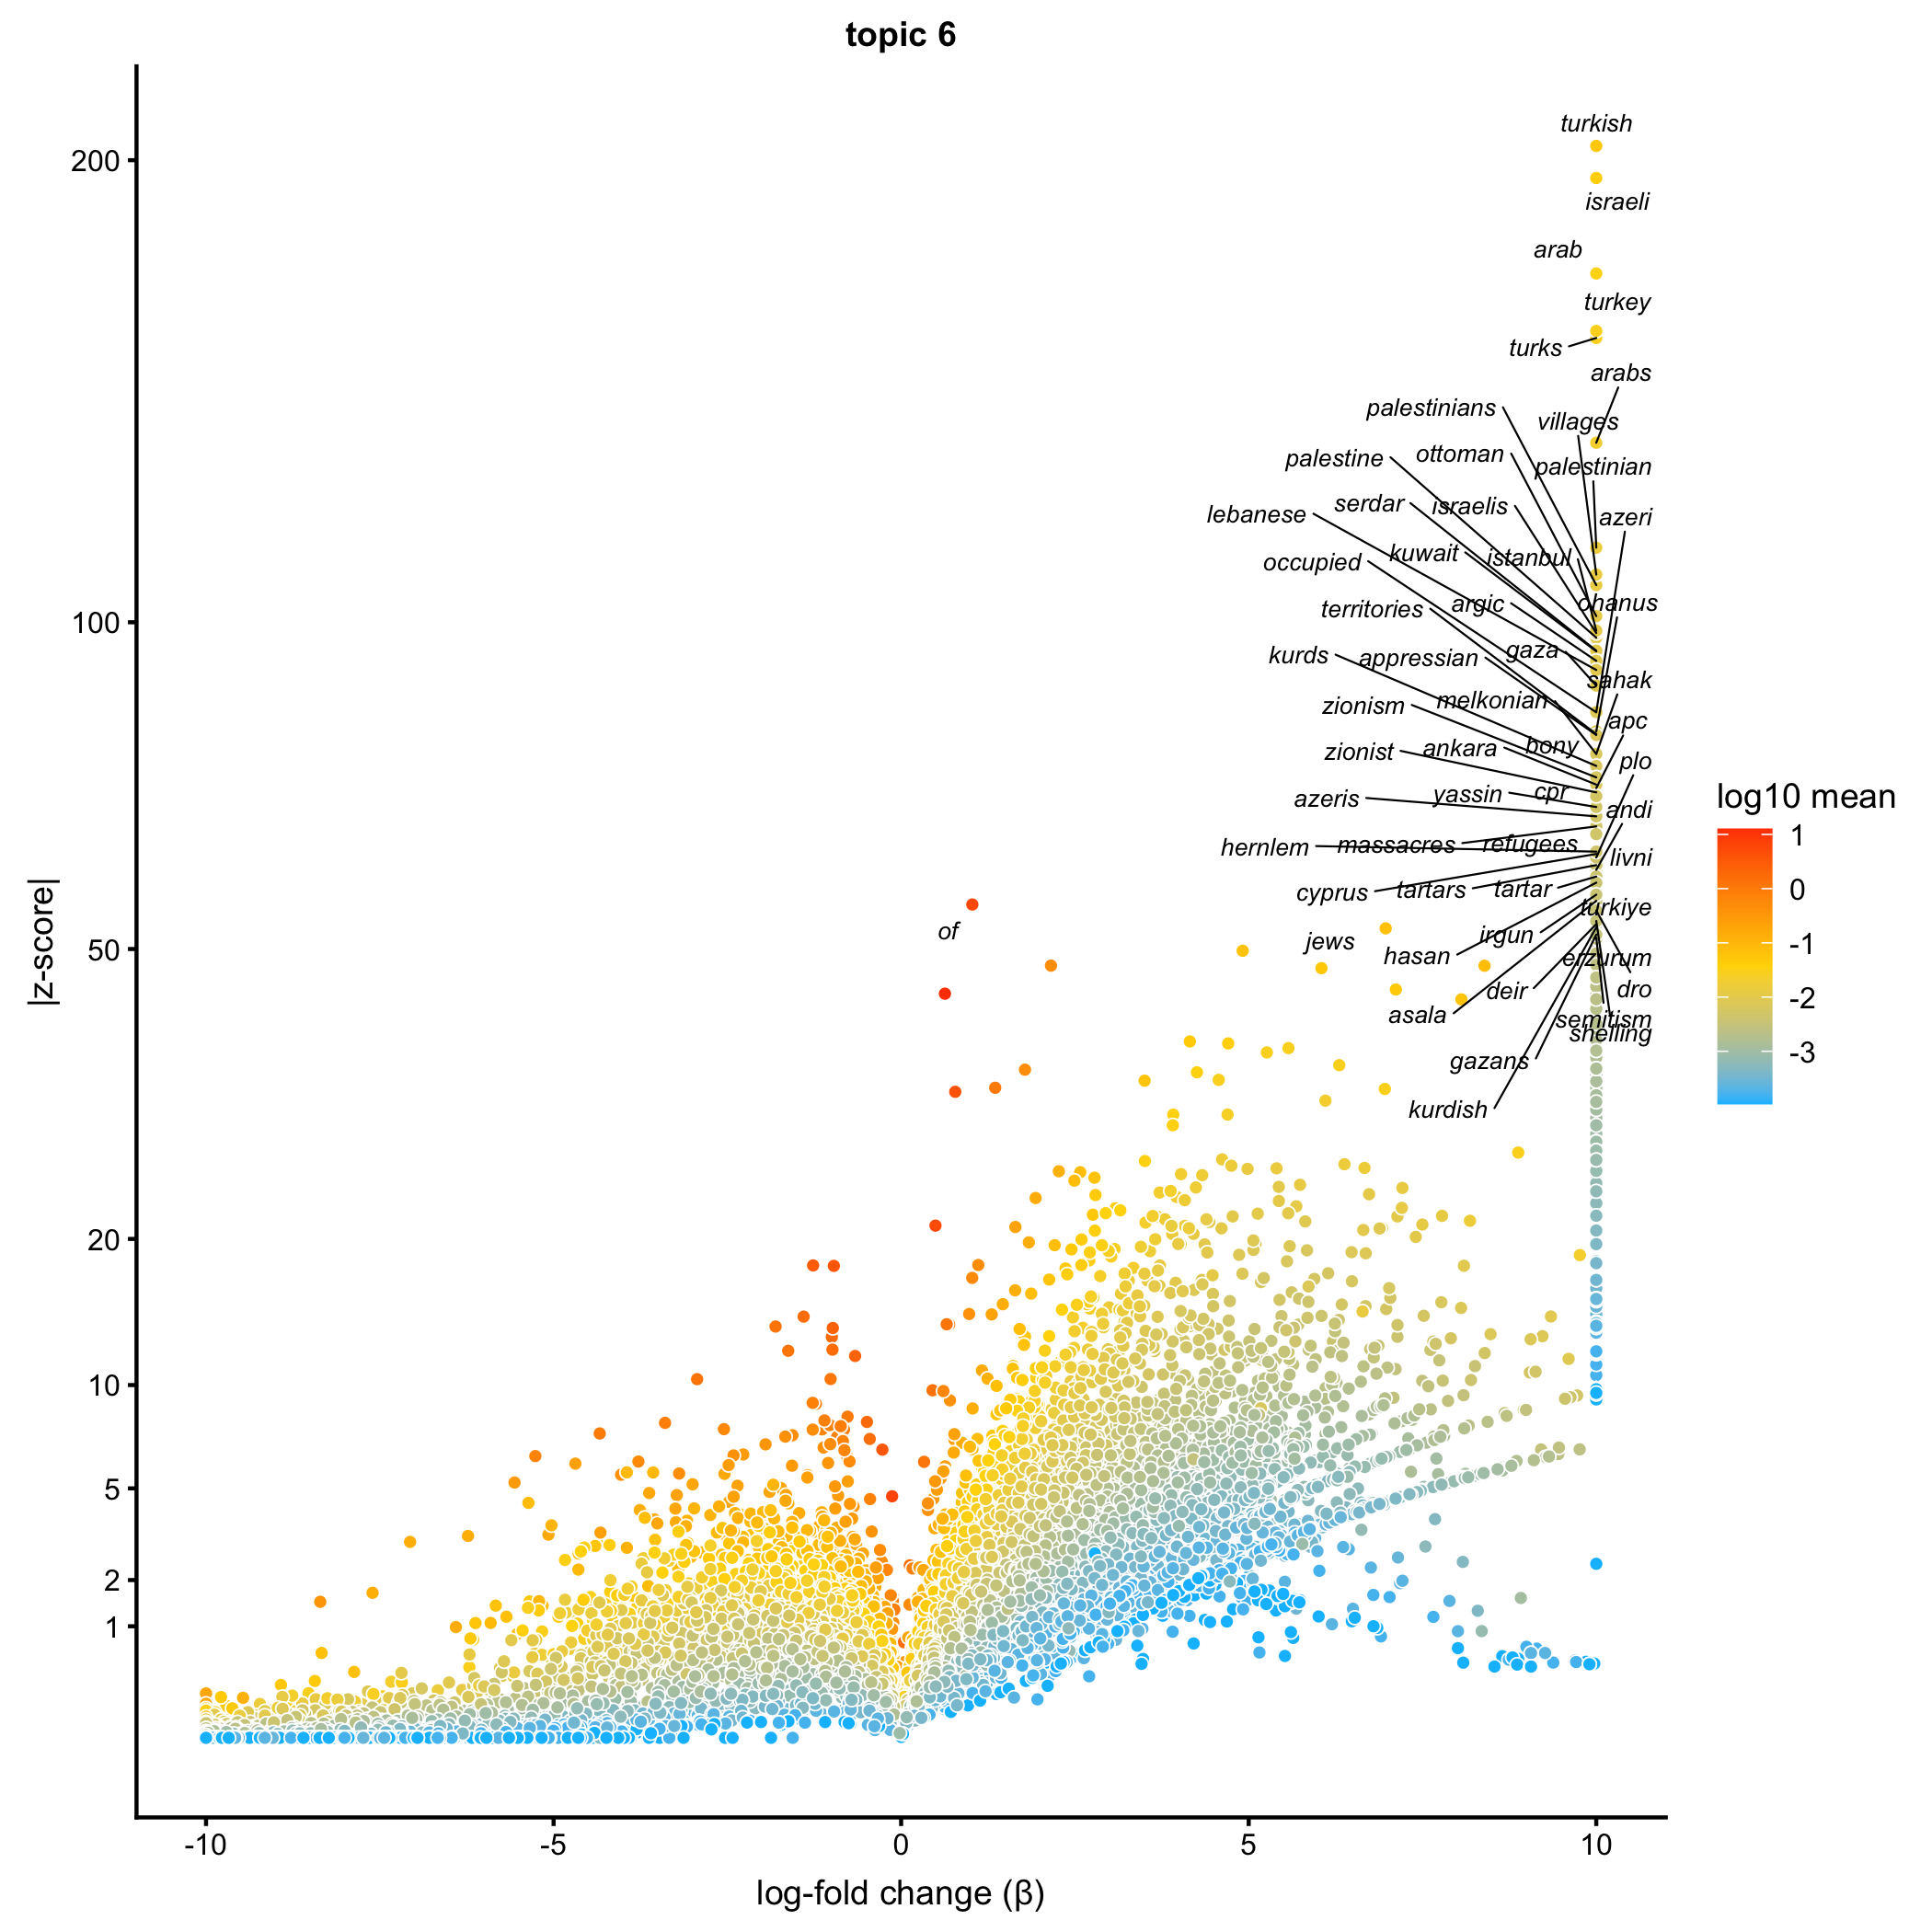 topic 6
200
100
50
20
10
5
2
1
|z-score|
turkish
israeli
arab
turkey
turks
arabs
palestinians
villages
ottoman
palestine
palestinian
serdar
israelis
lebanese
azeri
kuwait
istanbul
occupied
argic
ohanus
territories
gaza
kurds
appressian
sahak
melkonian
zionism
apc
bony
ankara
zionist
plo
cpr
yassin
azeris
andi
refugees
massacres
hernlem
livni
tartar
tartars
cyprus
turkiye
of
irgun
jews
hasan
erzurum
deir
dro
asala
semitism
shelling
gazans
kurdish
-10 -5 0 5 10
log-fold change (β)
log10 mean
1
0
-1
-2
-3